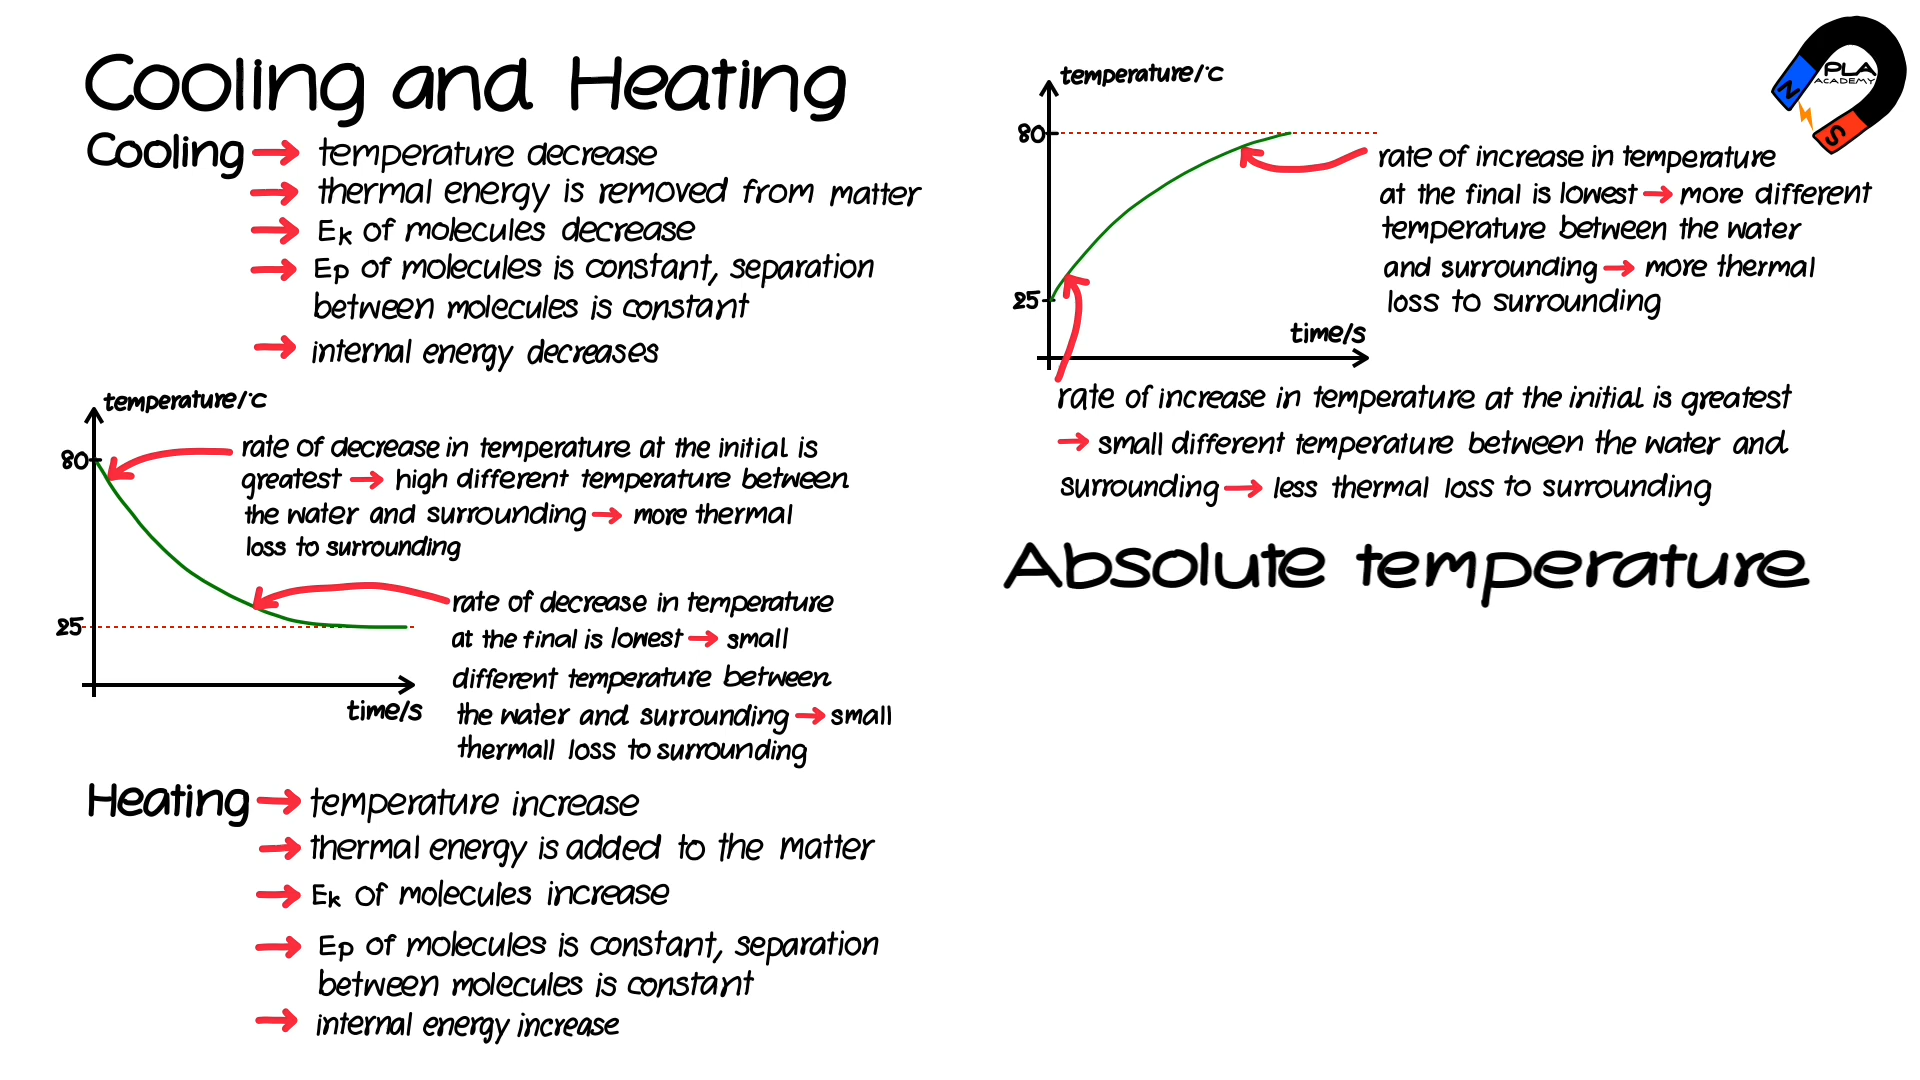 Cooling and Heating
Cooling → temperature decrease
→ thermal energy is removed from matter
→ Ek of molecules decrease
→ Ep of molecules is constant, separation
between molecules is constant
→ internal energy decreases
temperature/°C
80
25
time/s
rate of decrease in temperature at the initial is
greatest → high different temperature between
the water and surrounding → more thermal
loss to surrounding
rate of decrease in temperature
at the final is lowest → small
different temperature between
the water and surrounding → small
thermall loss to surrounding
Heating → temperature increase
→ thermal energy is added to the matter
→ Ek of molecules increase
→ Ep of molecules is constant, separation
between molecules is constant
→ internal energy increase
temperature/°C
80
25
time/s
rate of increase in temperature
at the final is lowest → more different
temperature between the water
and surrounding → more thermal
loss to surrounding
rate of increase in temperature at the initial is greatest
→ small different temperature between the water and
surrounding → less thermal loss to surrounding
Absolute temperature
PLA
ACADEMY
N
S